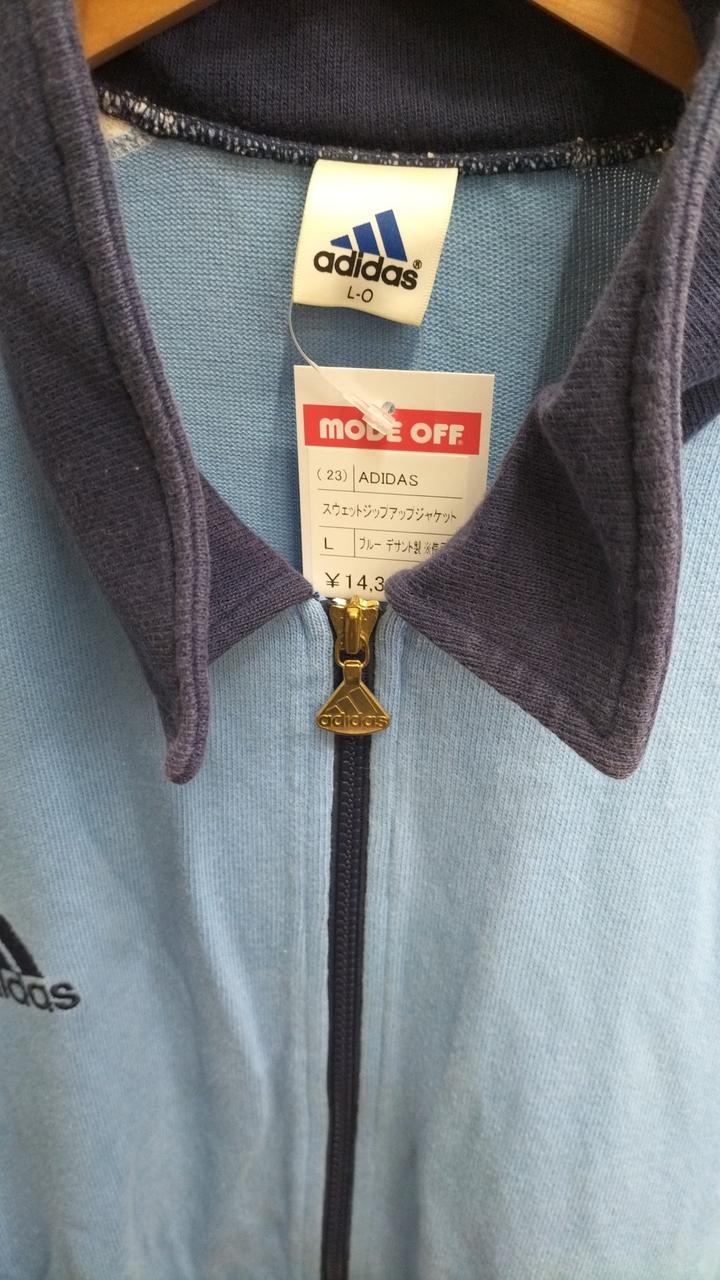 adidas®
L-O
MODE OFF
(23) ADIDAS
スウェットジップアップジャケット
L ブルー デサント製
¥14,3
adidas
adidas